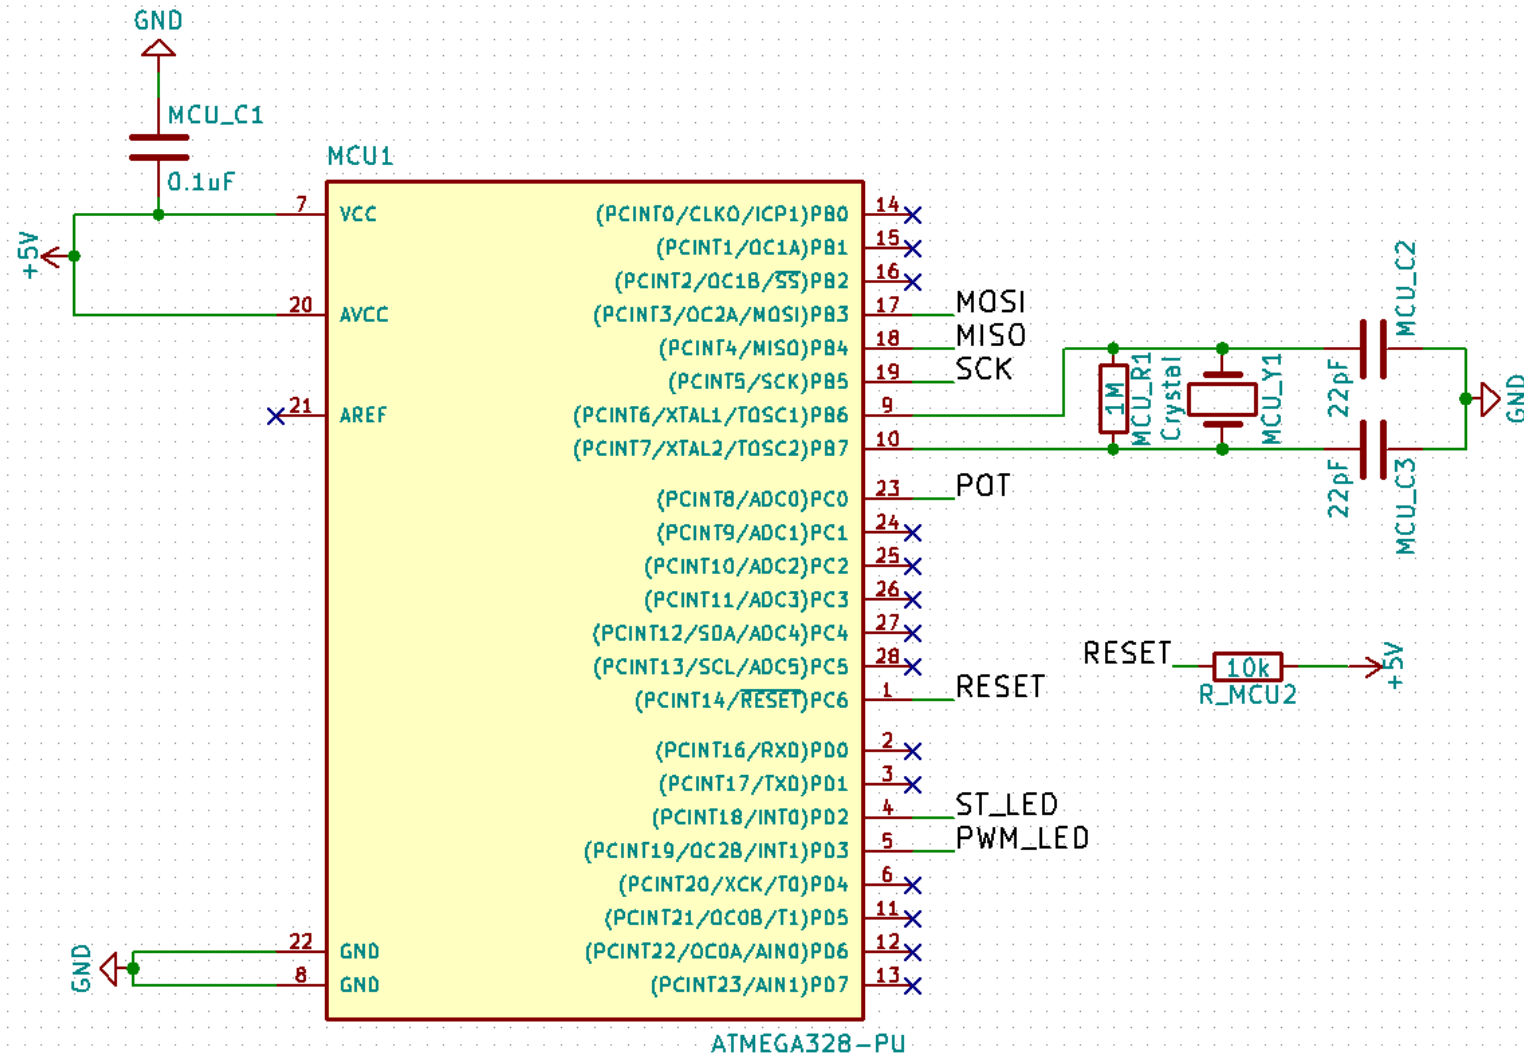 GND
MCU_C1
0.1uF
+5V
MCU1
7 VCC
20 AVCC
21 AREF
22 GND
8 GND
GND
(PCINT0/CLKO/ICP1)PB0 14
(PCINT1/OC1A)PB1 15
(PCINT2/OC1B/SS)PB2 16
(PCINT3/OC2A/MOSI)PB3 17 MOSI
(PCINT4/MISO)PB4 18 MISO
(PCINT5/SCK)PB5 19 SCK
(PCINT6/XTAL1/TOSC1)PB6 9
(PCINT7/XTAL2/TOSC2)PB7 10
(PCINT8/ADC0)PC0 23 POT
(PCINT9/ADC1)PC1 24
(PCINT10/ADC2)PC2 25
(PCINT11/ADC3)PC3 26
(PCINT12/SDA/ADC4)PC4 27
(PCINT13/SCL/ADC5)PC5 28
(PCINT14/RESET)PC6 1 RESET
(PCINT16/RXD)PD0 2
(PCINT17/TXD)PD1 3
(PCINT18/INT0)PD2 4 ST_LED
(PCINT19/OC2B/INT1)PD3 5 PWM_LED
(PCINT20/XCK/T0)PD4 6
(PCINT21/OC0B/T1)PD5 11
(PCINT22/OC0A/AIN0)PD6 12
(PCINT23/AIN1)PD7 13
ATMEGA328-PU
1M
MCU_R1
Crystal
MCU_Y1
22pF
MCU_C2
22pF
MCU_C3
GND
RESET
10k
R_MCU2
+5V